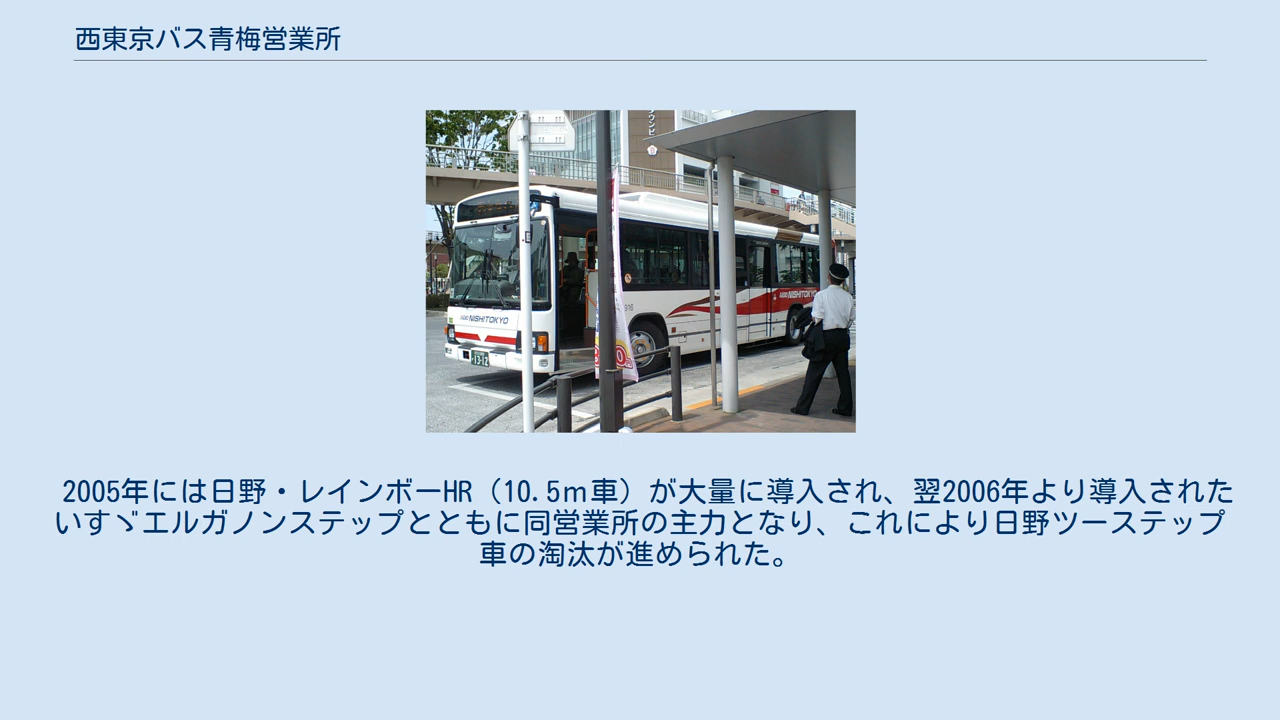 西東京バス青梅営業所
NISHITOKYO
NISHITOKYO
13-12
2005年には日野・レインボーHR（10.5ｍ車）が大量に導入され、翌2006年より導入された
いすゞエルガノンステップとともに同営業所の主力となり、これにより日野ツーステップ
車の淘汰が進められた。